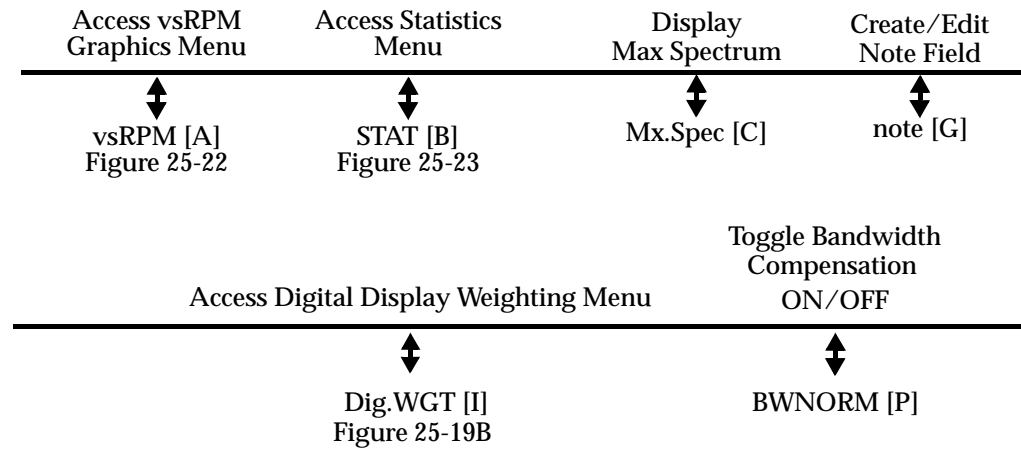 Access vsRPM
Graphics Menu
Access Statistics
Menu
Display
Max Spectrum
Create/Edit
Note Field
vsRPM [A]
Figure 25-22
STAT [B]
Figure 25-23
Mx.Spec [C]
note [G]
Access Digital Display Weighting Menu
Toggle Bandwidth
Compensation
ON/OFF
Dig.WGT [I]
Figure 25-19B
BWNORM [P]